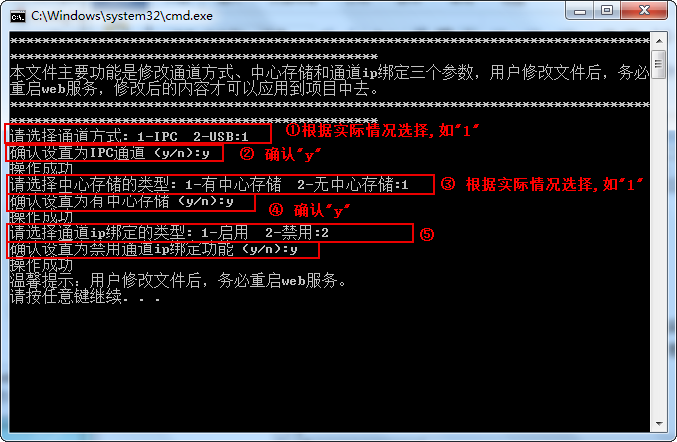 C:\Windows\system32\cmd.exe
********************************************************************************
**********************************************
本文件主要功能是修改通道方式、中心存储和通道ip绑定三个参数，用户修改文件后，务必
重启web服务，修改后的内容才可以应用到项目中去。
********************************************************************************
**********************************************
请选择通道方式: 1-IPC 2-USB:1 ①根据实际情况选择,如"1"
确认设置为IPC通道 (y/n):y ② 确认"y"
操作成功
请选择中心存储的类型: 1-有中心存储 2-无中心存储:1 ③ 根据实际情况选择,如"1"
确认设置为有中心存储 (y/n):y ④ 确认"y"
操作成功
请选择通道ip绑定的类型: 1-启用 2-禁用:2 ⑤
确认设置为禁用通道ip绑定功能 (y/n):y
操作成功
温馨提示: 用户修改文件后，务必重启web服务。
请按任意键继续. . .